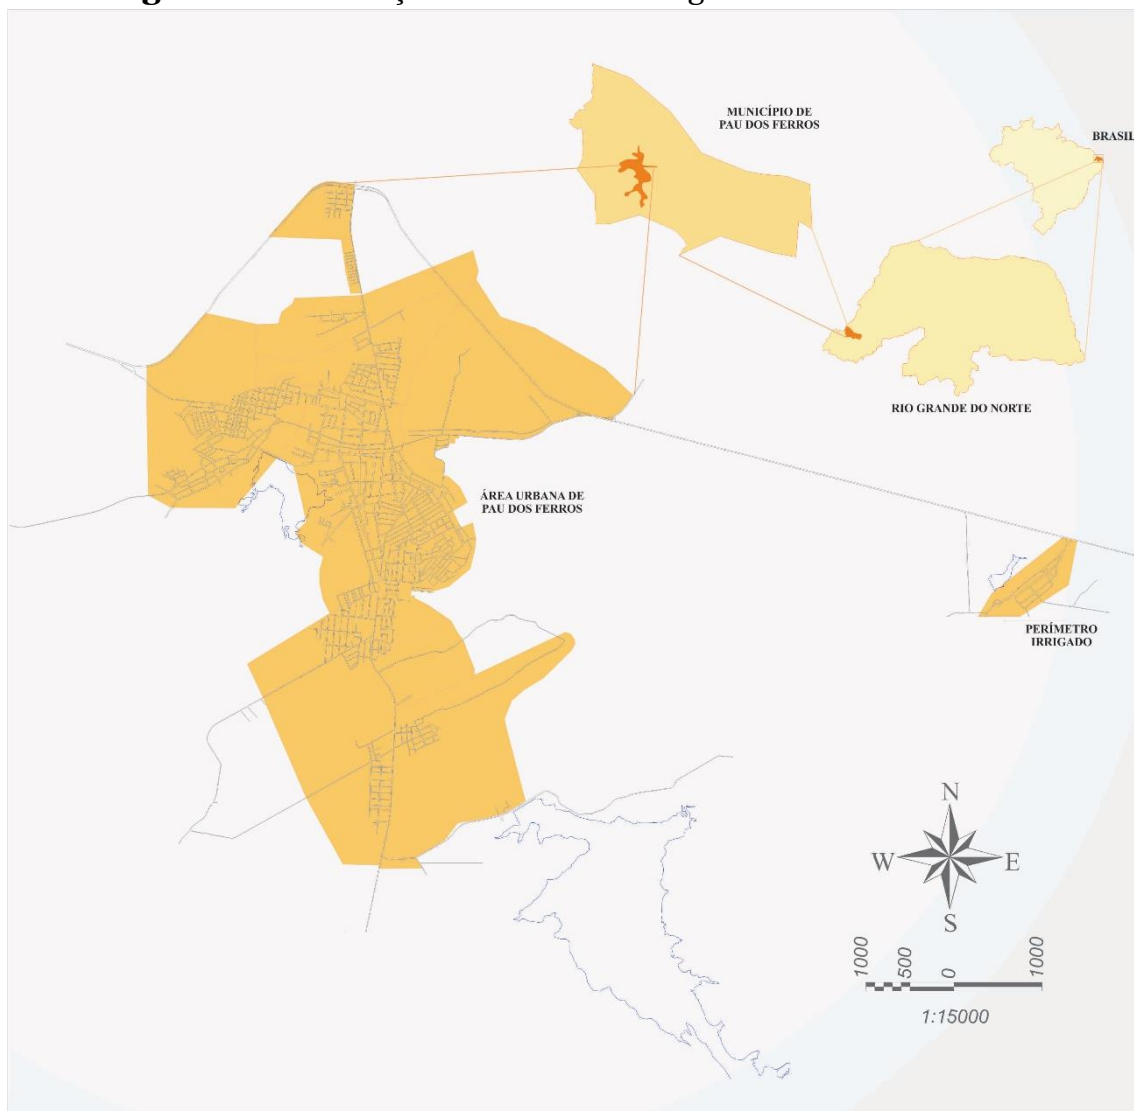 MUNICÍPIO DE
PAU DOS FERROS
BRASIL
RIO GRANDE DO NORTE
ÁREA URBANA DE
PAU DOS FERROS
PERÍMETRO
IRRIGADO
N
W E
S
1000 500 0 1000
1:15000